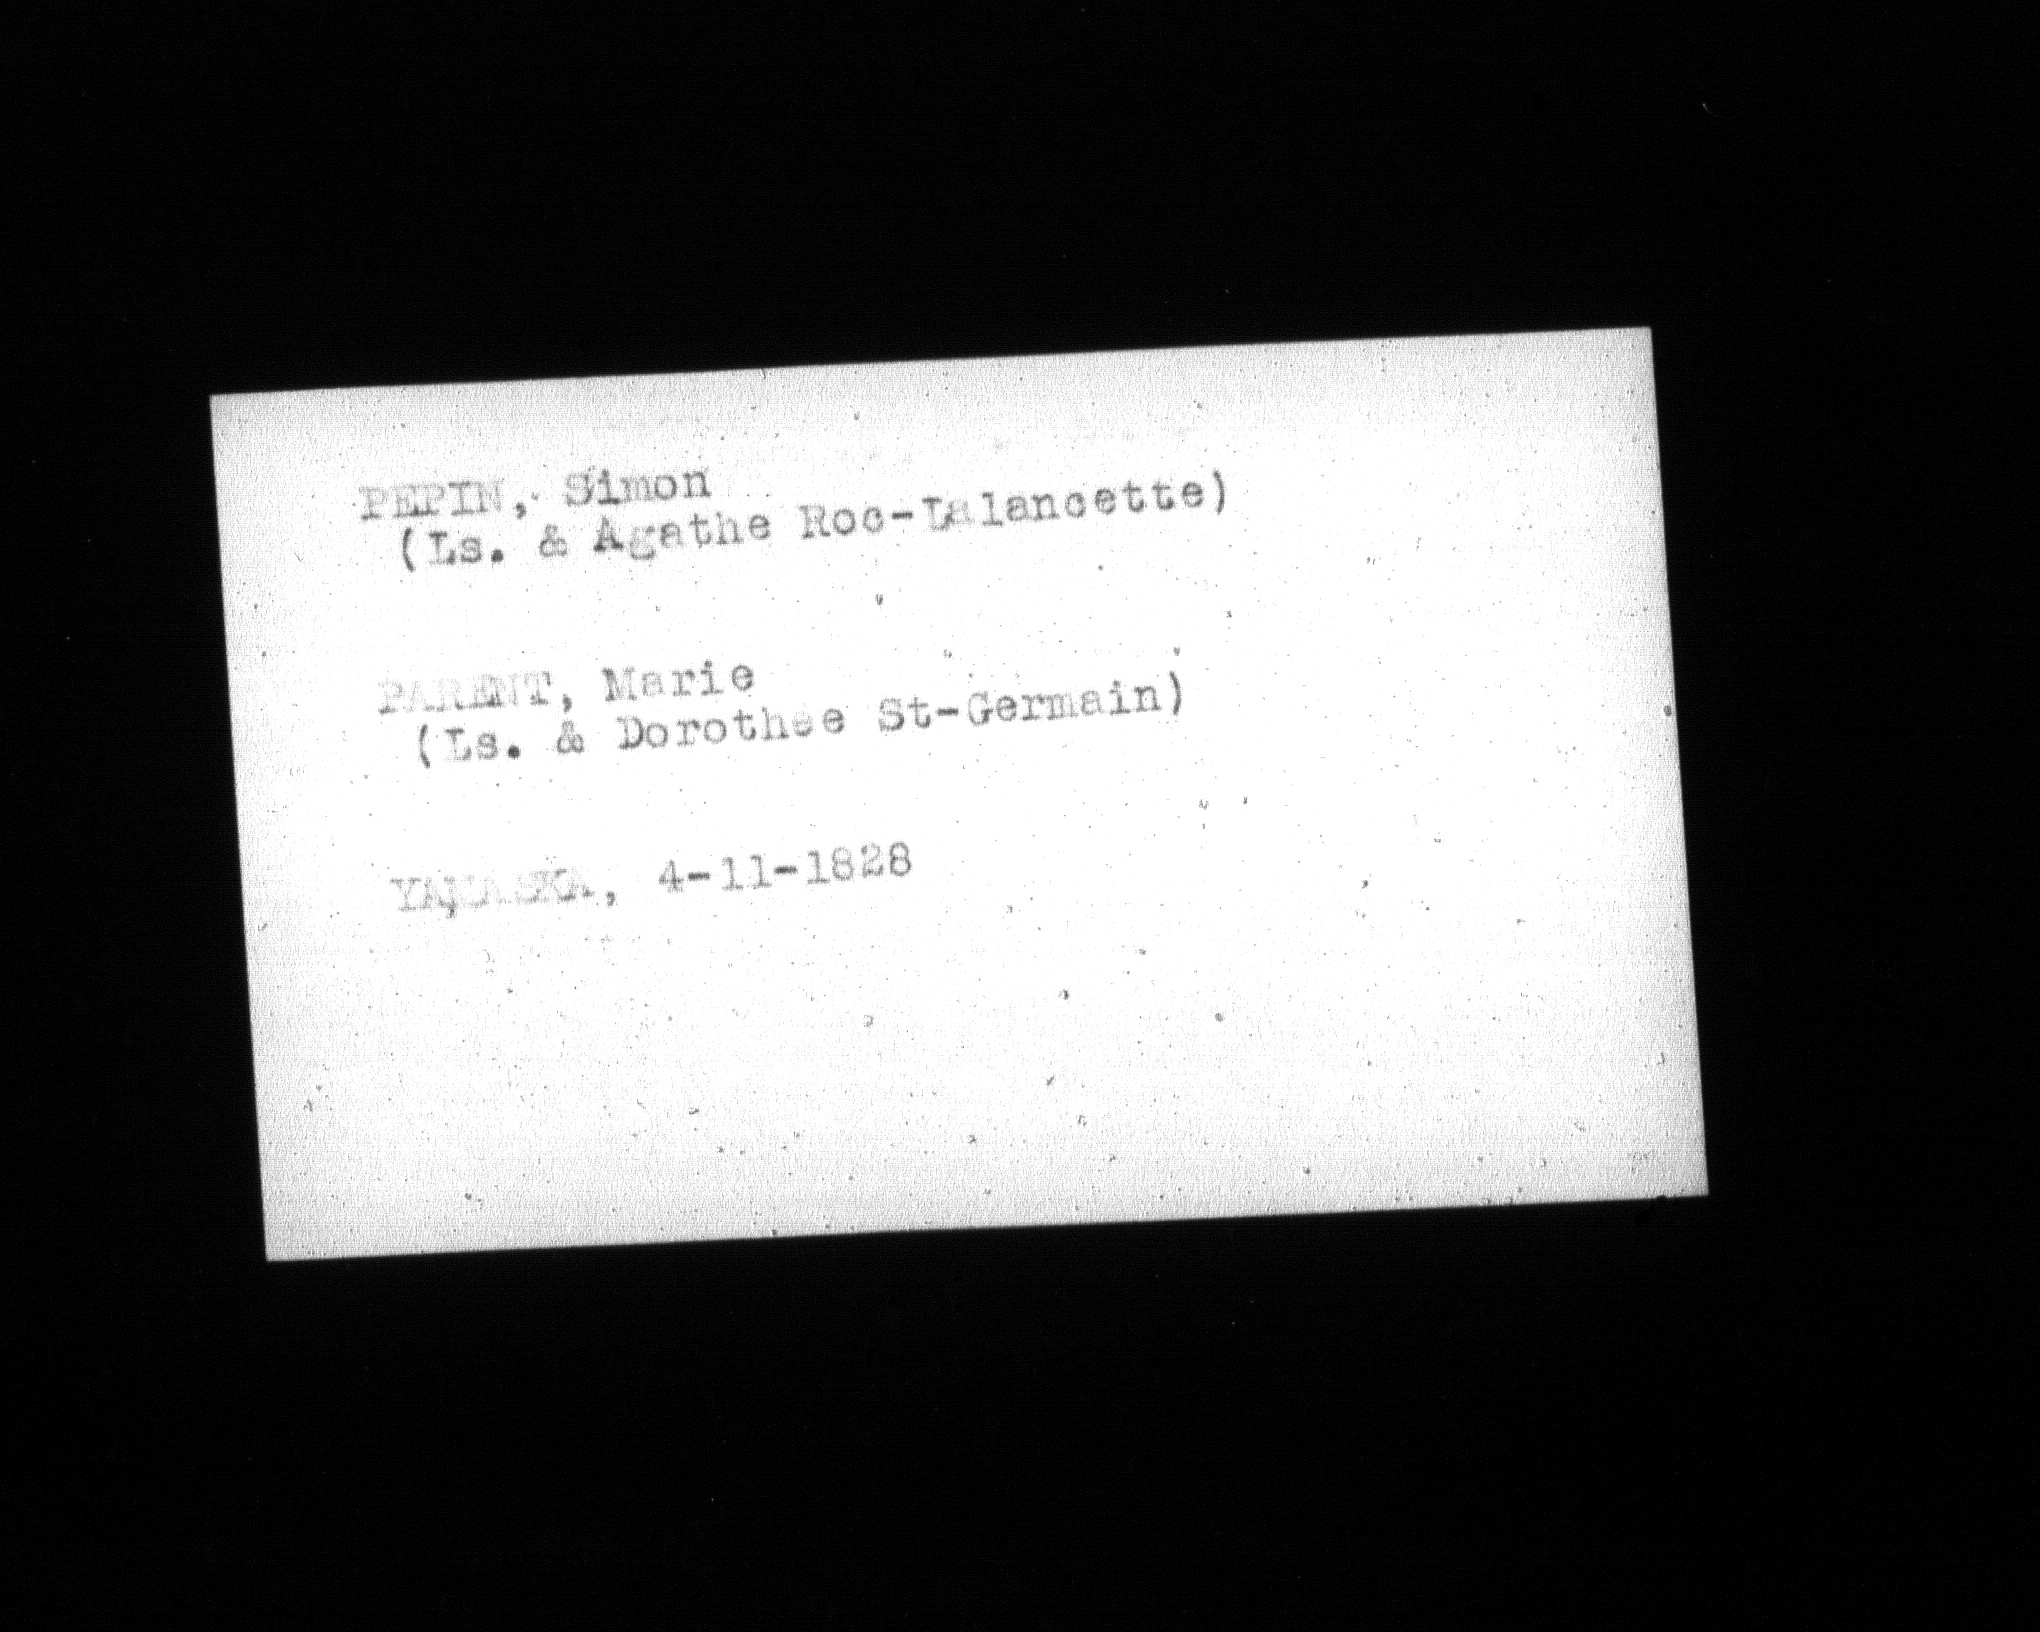 PEPIN, Simon
(Ls. & Agathe Roc-Lalancette)
PARENT, Marie
(Ls. & Dorothee St-Germain)
YAMASKA, 4-11-1828